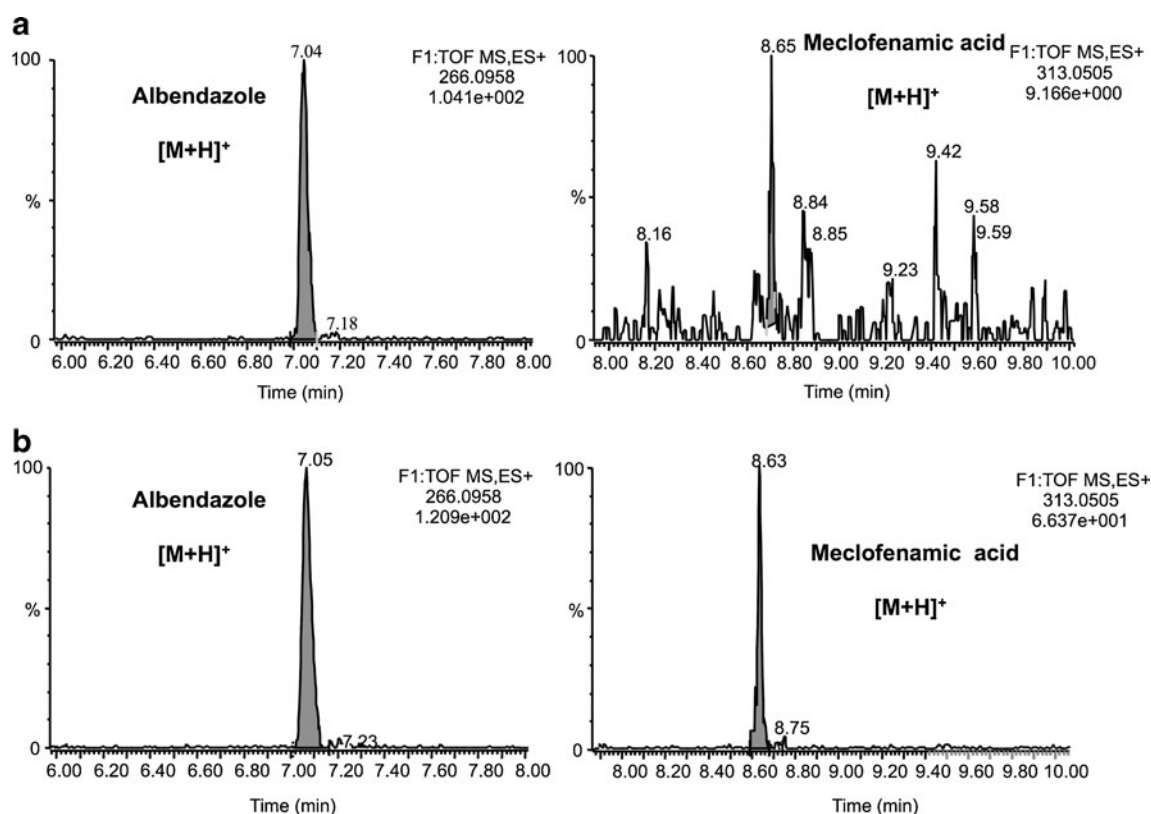 a
7.04
100
F1:TOF MS,ES+
266.0958
1.041e+002
Albendazole
[M+H]+
%
7.18
0
6.00 6.20 6.40 6.60 6.80 7.00 7.20 7.40 7.60 7.80 8.00
Time (min)
8.65
Meclofenamic acid
F1:TOF MS,ES+
100
313.0505
9.166e+000
[M+H]+
9.42
%
8.84
9.58
8.16
8.85
9.59
9.23
0
8.00 8.20 8.40 8.60 8.80 9.00 9.20 9.40 9.60 9.80 10.00
Time (min)
b
7.05
100
F1:TOF MS,ES+
266.0958
1.209e+002
Albendazole
[M+H]+
%
7.23
0
6.00 6.20 6.40 6.60 6.80 7.00 7.20 7.40 7.60 7.80 8.00
Time (min)
8.63
100
F1:TOF MS,ES+
313.0505
6.637e+001
Meclofenamic acid
[M+H]+
%
8.75
0
8.00 8.20 8.40 8.60 8.80 9.00 9.20 9.40 9.60 9.80 10.00
Time (min)